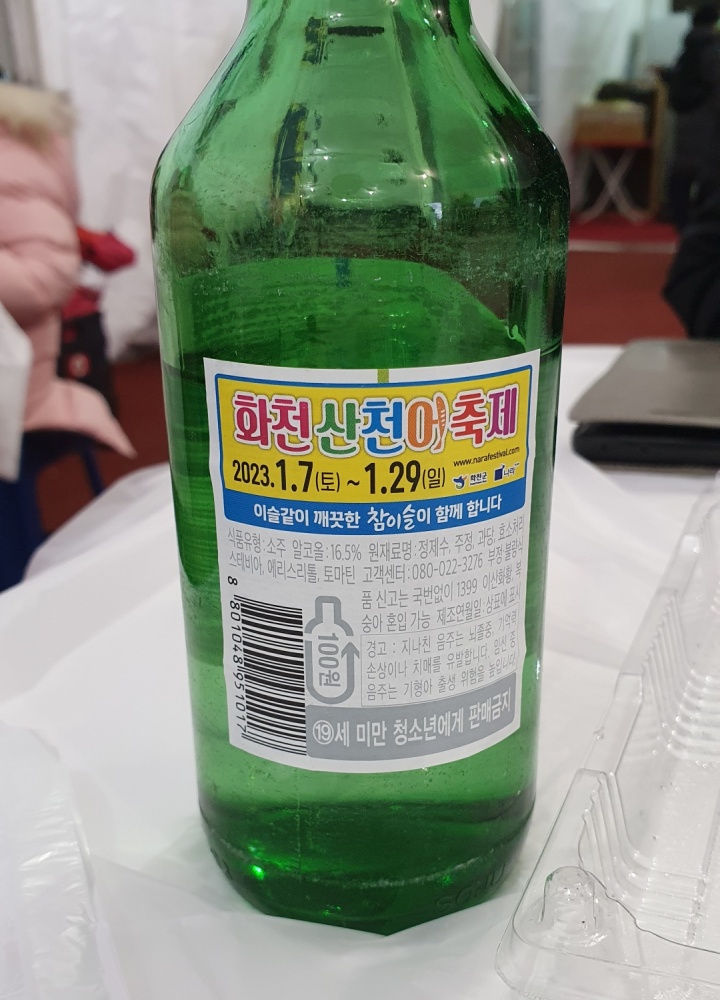 화천산천어축제
www.narafestival.com
2023.1.7(토)~1.29(일) 화천군 나라
이슬같이 깨끗한 참이슬이 함께 합니다
식품유형:소주 알코올:16.5% 원재료명:정제수, 주정, 과당, 효소처리
스테비아, 에리스리톨, 토마틴 고객센터:080-022-3276 부정·불량식
품 신고는 국번없이 1399 이산화황, 복
숭아 혼입 가능 제조연월일:상표에 표시
경고 : 지나친 음주는 뇌졸중, 기억력
손상이나 치매를 유발합니다. 임신 중
음주는 기형아 출생 위험을 높입니다.
100원
⑲세 미만 청소년에게 판매금지
8 801048 951017